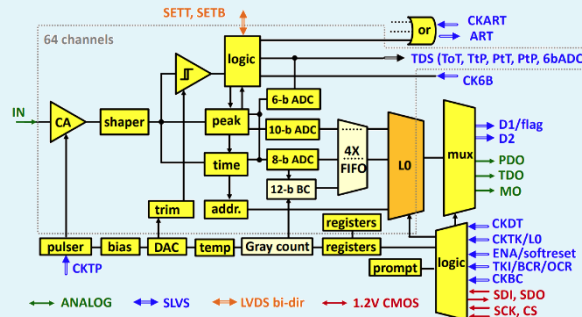 SETT, SETB
64 channels
or
CKART
ART
logic
TDS (ToT, TtP, PtT, PtP, 6bADC
CK6B
6-b ADC
IN
CA
shaper
peak
10-b ADC
D1/flag
D2
4X
FIFO
L0
mux
time
8-b ADC
PDO
TDO
MO
12-b BC
trim
addr.
registers
CKDT
pulser
bias
DAC
temp
Gray count
registers
CKTK/L0
logic
ENA/softreset
prompt
TKI/BCR/OCR
CKTP
CKBC
SDI, SDO
ANALOG
SLVS
LVDS bi-dir
1.2V CMOS
SCK, CS